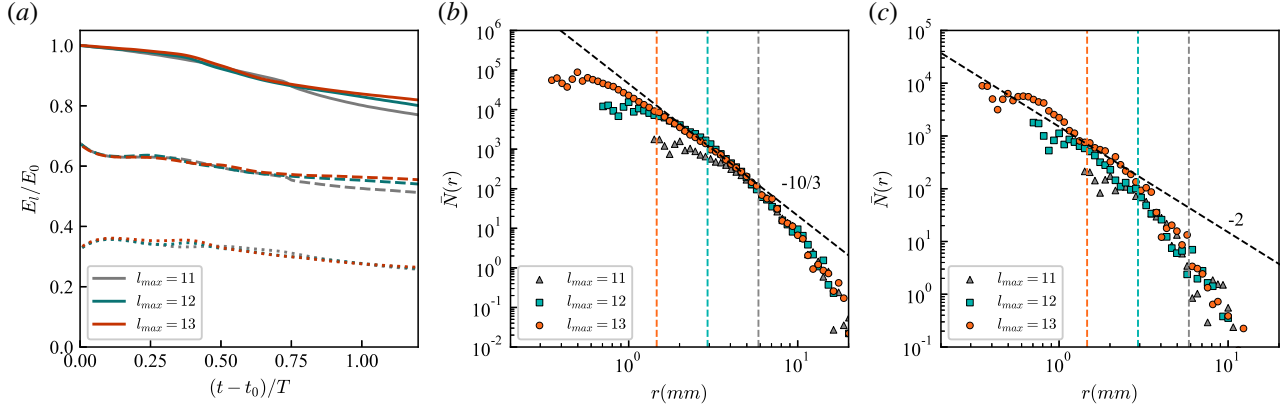 (a)
1.0
0.8
0.6
0.4
0.2
0.0
E_l/E_0
l_max = 11
l_max = 12
l_max = 13
0.00 0.25 0.50 0.75 1.00
(t − t_0)/T
(b)
10^6
10^5
10^4
10^3
10^2
10^1
10^0
10^-1
10^-2
N̄(r)
-10/3
l_max = 11
l_max = 12
l_max = 13
10^0 10^1
r(mm)
(c)
10^5
10^4
10^3
10^2
10^1
10^0
10^-1
N̄(r)
-2
l_max = 11
l_max = 12
l_max = 13
10^0 10^1
r(mm)